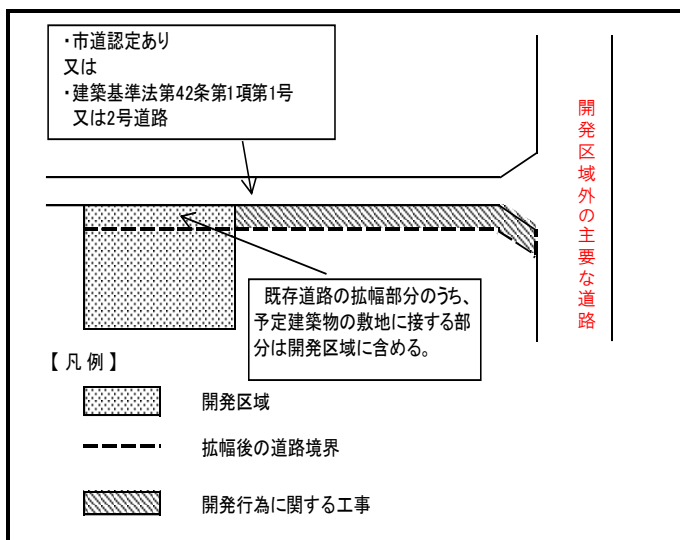 ・市道認定あり
又は
・建築基準法第42条第1項第1号
又は2号道路
開発区域外の主要な道路
既存道路の拡幅部分のうち、
予定建築物の敷地に接する部
分は開発区域に含める。
【凡例】
開発区域
拡幅後の道路境界
開発行為に関する工事